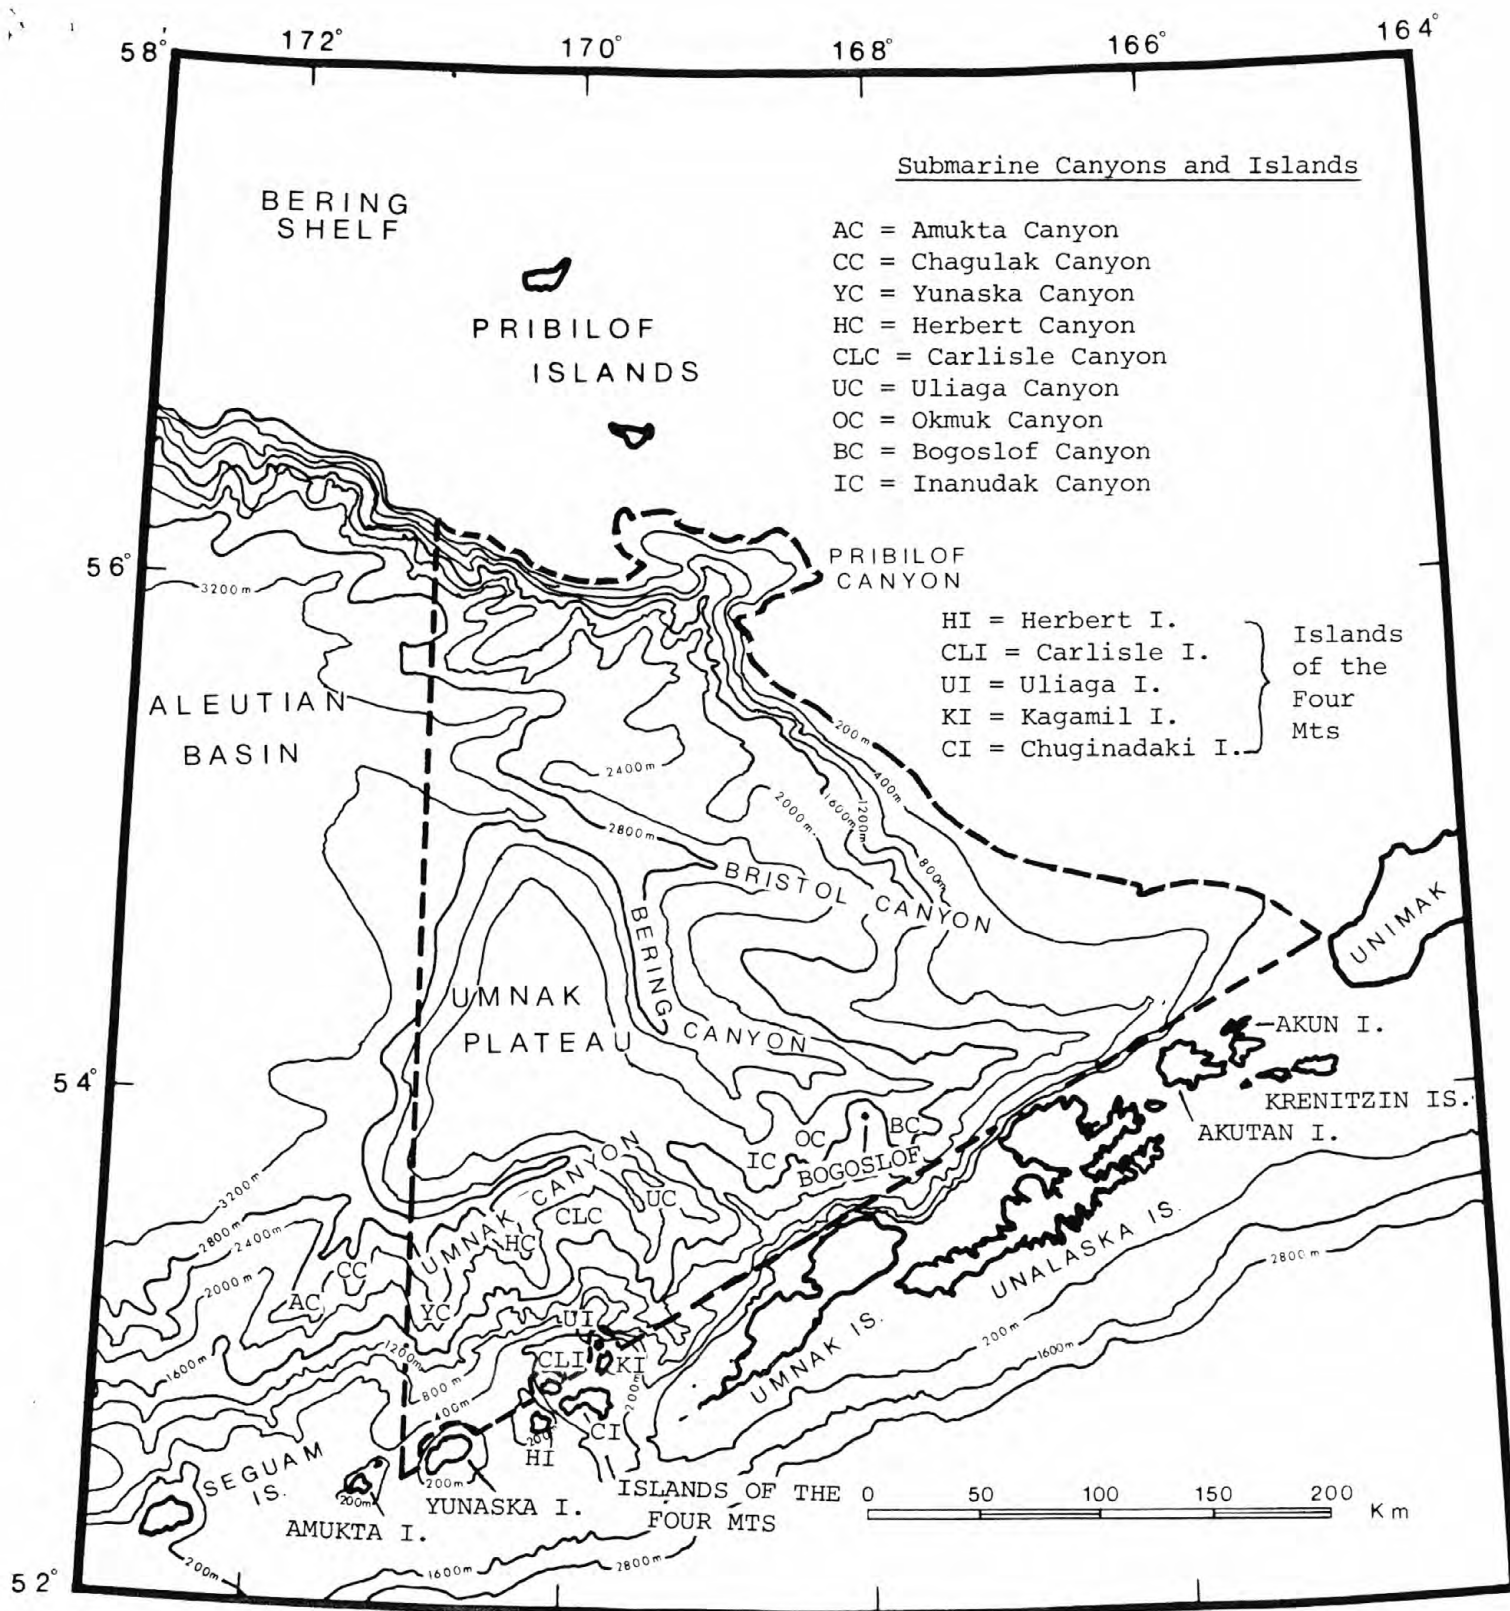 172° 170° 168° 166° 164°
58°
Submarine Canyons and Islands
BERING
SHELF
AC = Amukta Canyon
CC = Chagulak Canyon
YC = Yunaska Canyon
HC = Herbert Canyon
CLC = Carlisle Canyon
UC = Uliaga Canyon
OC = Okmuk Canyon
BC = Bogoslof Canyon
IC = Inanudak Canyon
PRIBILOF
ISLANDS
56°
PRIBILOF
CANYON
3200m
HI = Herbert I.
CLI = Carlisle I.
UI = Uliaga I.
KI = Kagamil I.
CI = Chuginadaki I.
Islands
of the
Four
Mts
ALEUTIAN
BASIN
200m
400m
2400m
2000m.
1600m
1200m
2800m
800m
BRISTOL CANYON
BERING CANYON
UNIMAK
UMNAK
PLATEAU
AKUN I.
54°
KRENITZIN IS.
AKUTAN I.
OC
BC
IC
BOGOSLOF
3200m
2800m
2400m
2000m
UMNAK CANYON
UC
CLC
HC
CC
AC
YC
UNALASKA IS.
2800m
UI
UMNAK IS.
200m
1600m
1600m
1200m
800m
400m
CLI
KI
200m
CI
200
HI
SEGUAM
IS.
200m
AMUKTA I.
200m
YUNASKA I.
ISLANDS OF THE
FOUR MTS
0 50 100 150 200
Km
52°
200m
1600m
2800m